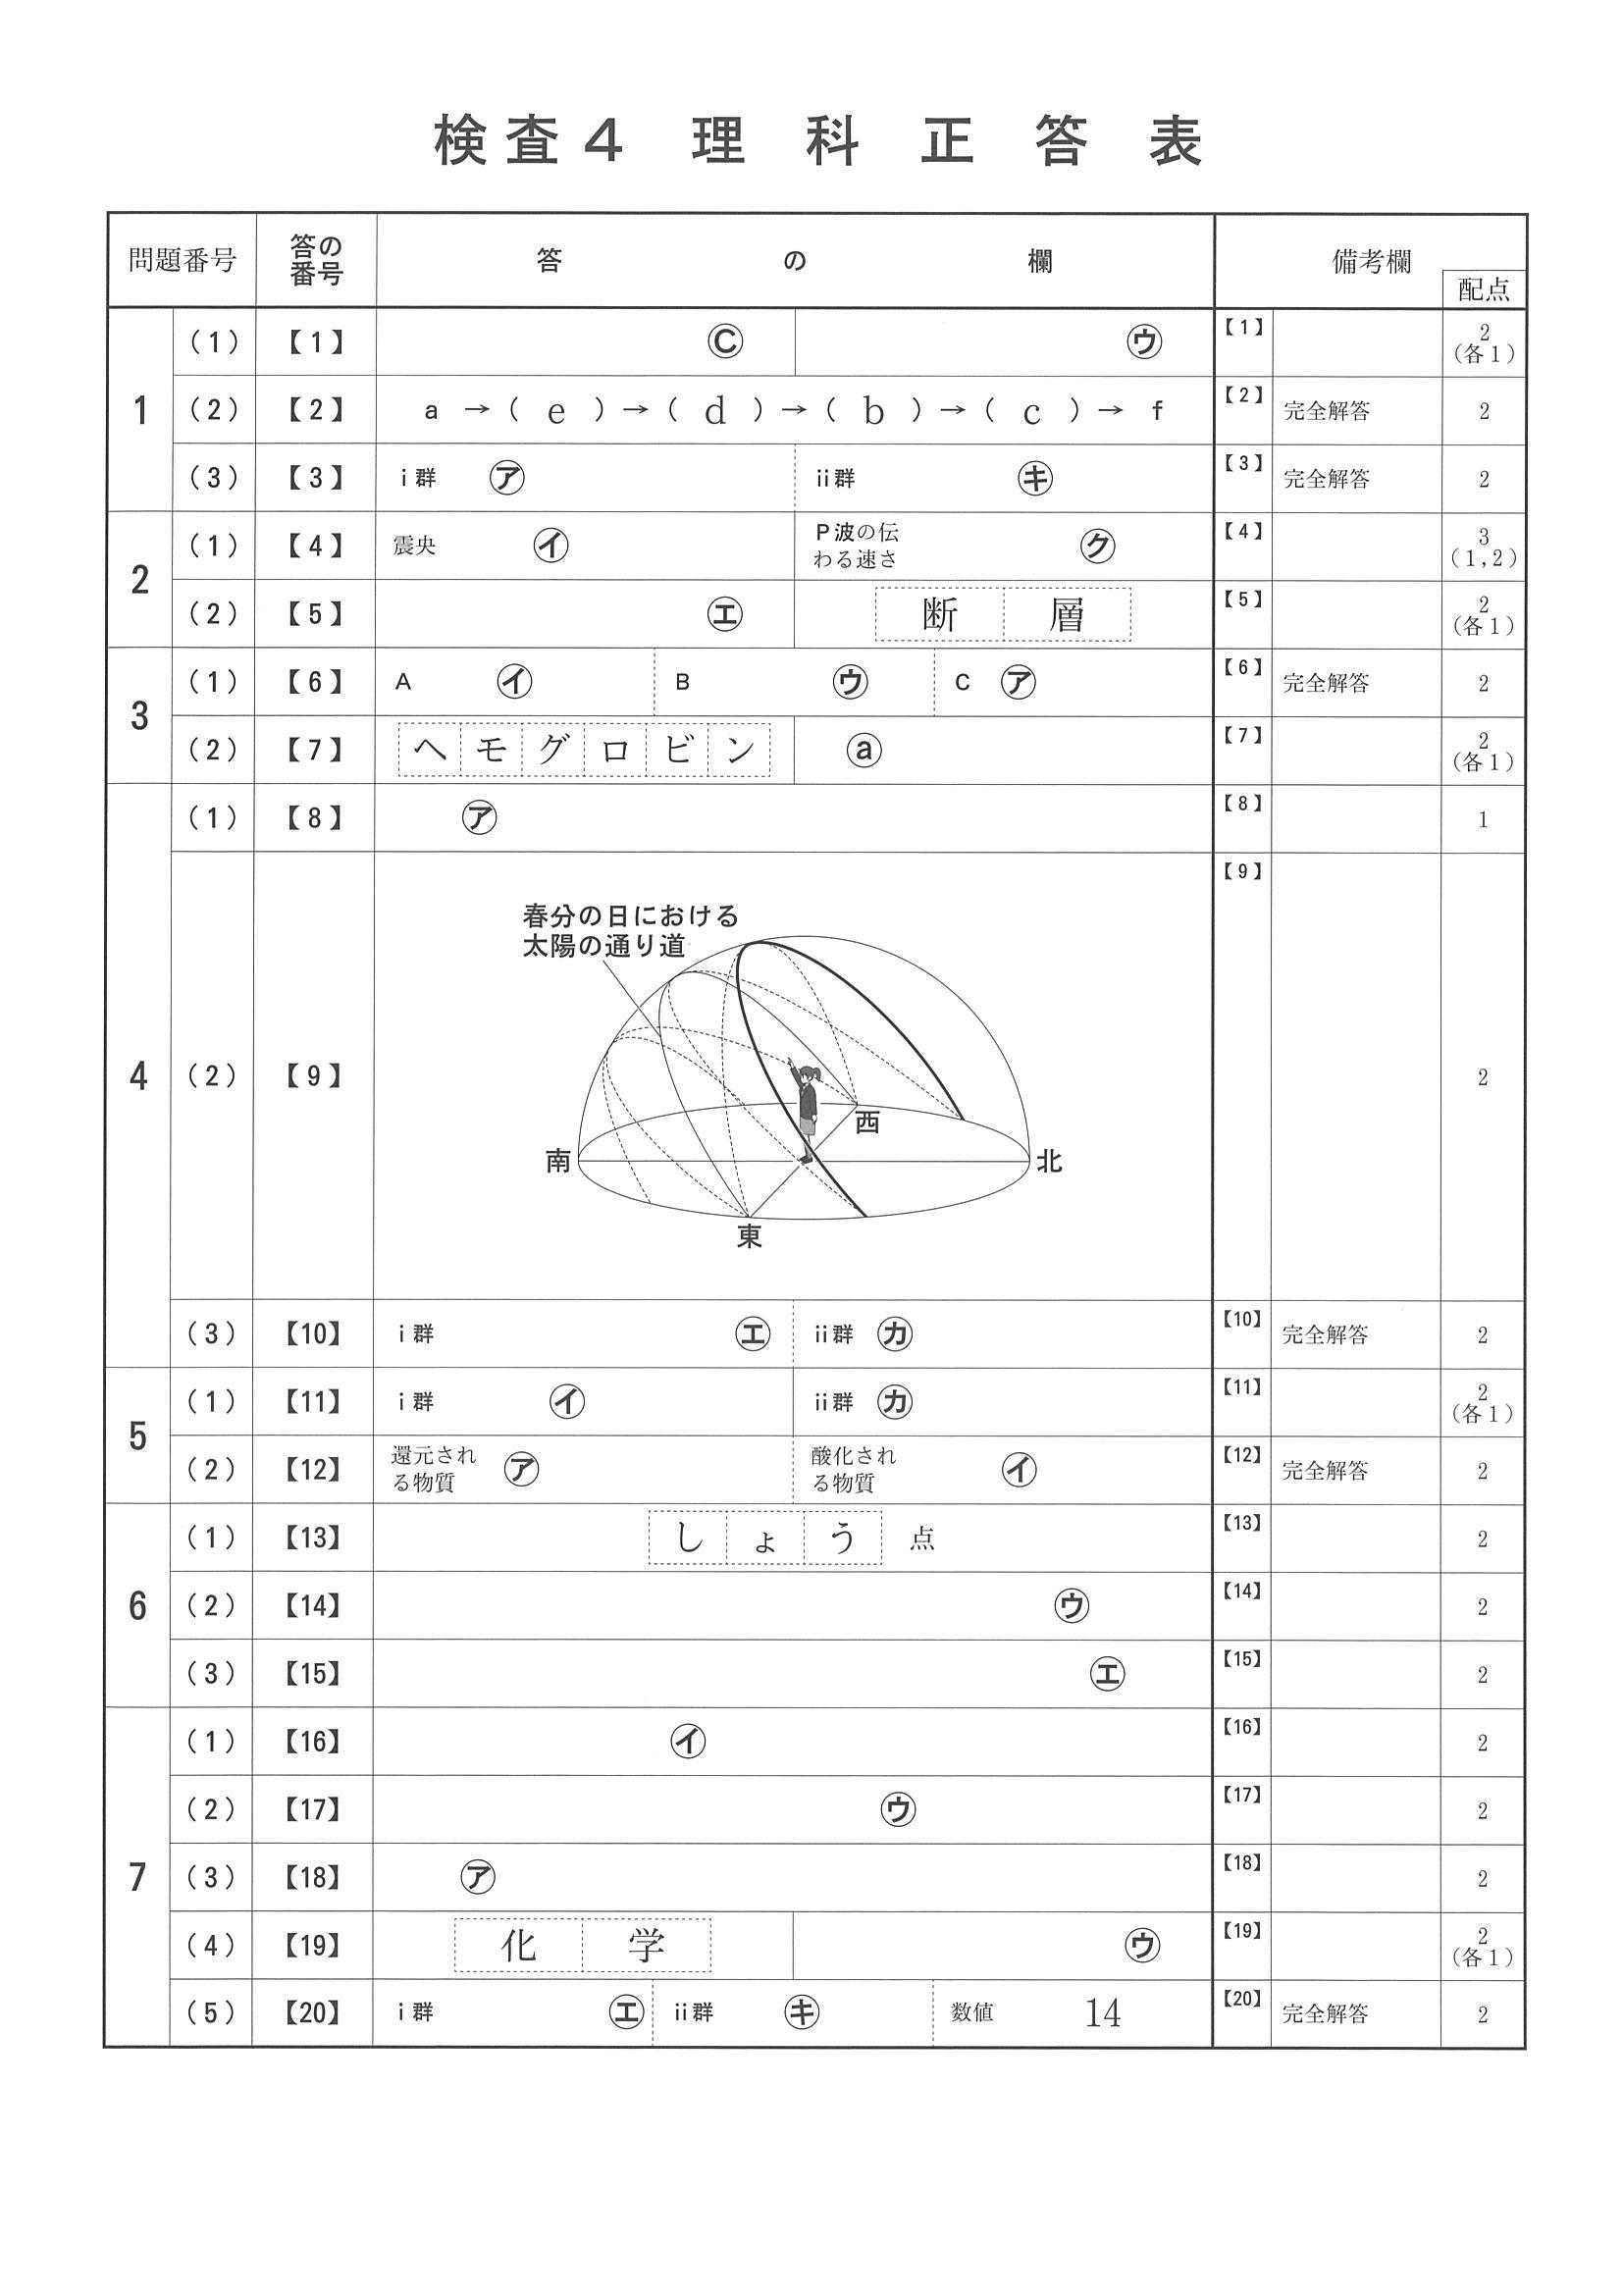 検査4 理科正答表
問題番号 答の番号 答の欄 備考欄 配点
1 (1) 【1】 Ⓒ ㋒ 【1】 2(各1)
(2) 【2】 a →( e )→( d )→( b )→( c )→ f 【2】 完全解答 2
(3) 【3】 ⅰ群 ㋐ ⅱ群 ㋖ 【3】 完全解答 2
2 (1) 【4】 震央 ㋑ P波の伝わる速さ ㋗ 【4】 3(1,2)
(2) 【5】 ㋓ 断層 【5】 2(各1)
3 (1) 【6】 A ㋑ B ㋒ C ㋐ 【6】 完全解答 2
(2) 【7】 ヘモグロビン ⓐ 【7】 2(各1)
4 (1) 【8】 ㋐ 【8】 1
(2) 【9】 【9】 2
春分の日における
太陽の通り道
西
南 北
東
(3) 【10】 ⅰ群 ㋓ ⅱ群 ㋕ 【10】 完全解答 2
5 (1) 【11】 ⅰ群 ㋑ ⅱ群 ㋕ 【11】 2(各1)
(2) 【12】 還元される物質 ㋐ 酸化される物質 ㋑ 【12】 完全解答 2
6 (1) 【13】 しょう 点 【13】 2
(2) 【14】 ㋒ 【14】 2
(3) 【15】 ㋓ 【15】 2
7 (1) 【16】 ㋑ 【16】 2
(2) 【17】 ㋒ 【17】 2
(3) 【18】 ㋐ 【18】 2
(4) 【19】 化学 ㋒ 【19】 2(各1)
(5) 【20】 ⅰ群 ㋓ ⅱ群 ㋖ 数値 14 【20】 完全解答 2